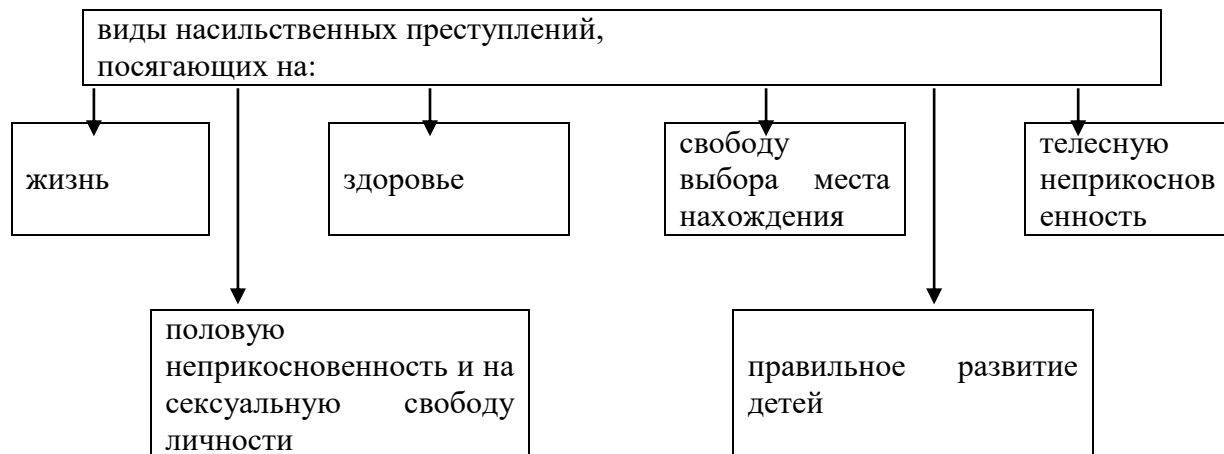 виды насильственных преступлений,
посягающих на:
жизнь
здоровье
свободу
выбора места
нахождения
телесную
неприкоснов
енность
половую
неприкосновенность и на
сексуальную свободу
личности
правильное развитие
детей